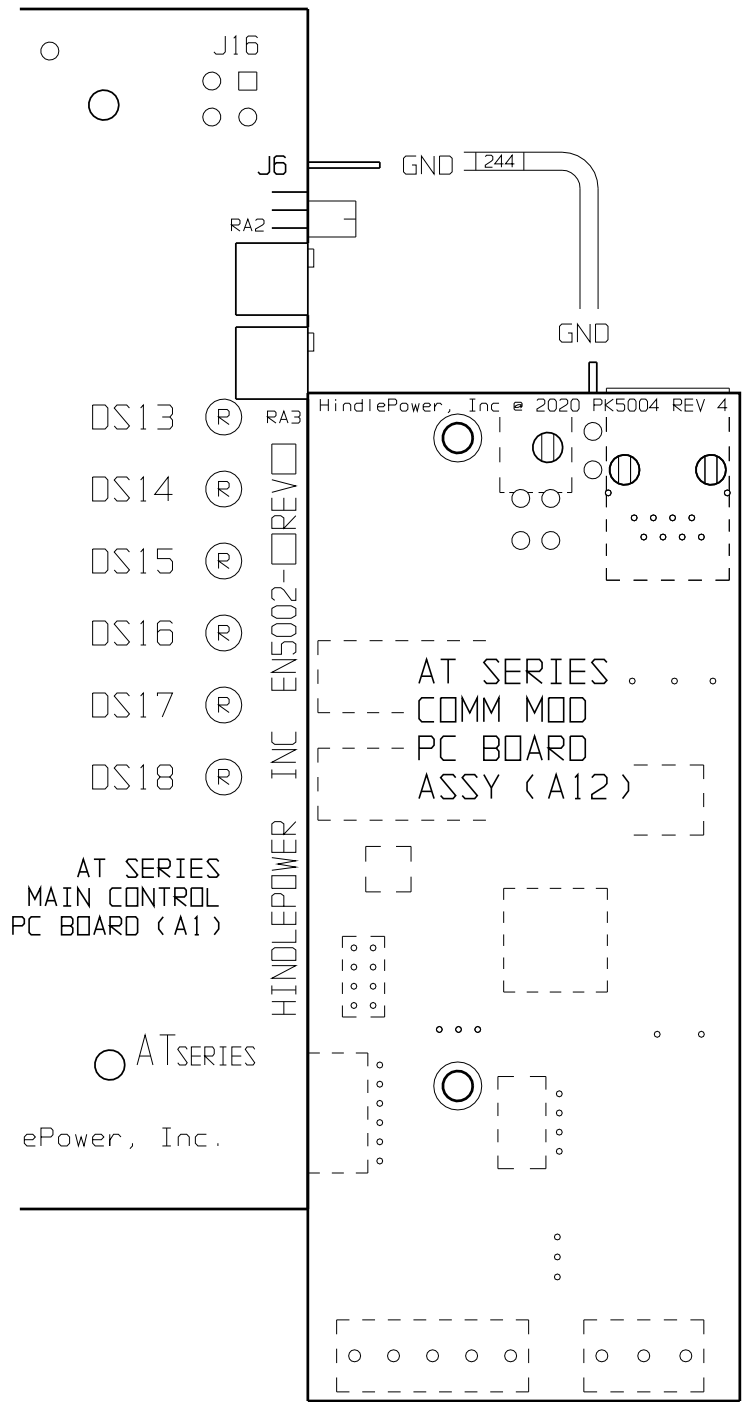 J16
J6
GND
244
RA2
GND
HindlePower, Inc @ 2020 PK5004 REV 4
DS13
R
RA3
DS14
R
DS15
R
DS16
R
DS17
R
DS18
R
HINDLEPOWER INC EN5002-□REV□
AT SERIES
COMM MOD
PC BOARD
ASSY (A12)
AT SERIES
MAIN CONTROL
PC BOARD (A1)
AT SERIES
ePower, Inc.